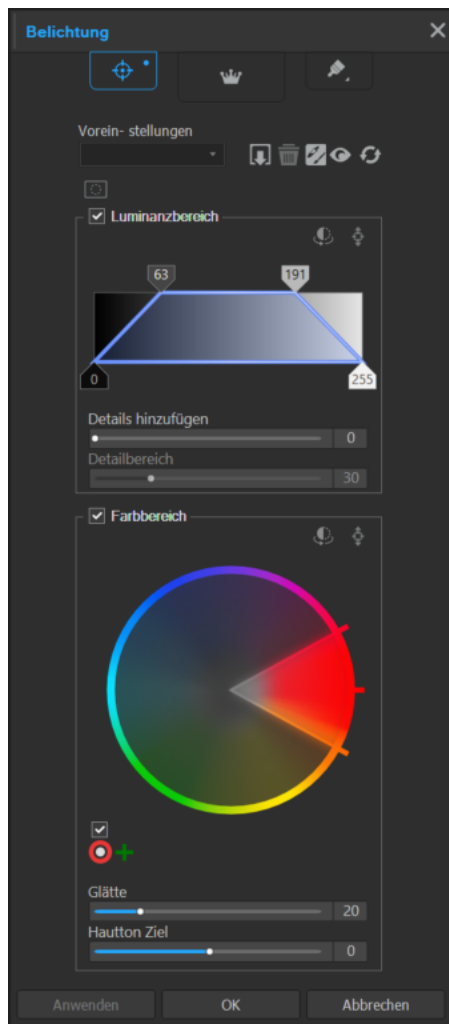 Belichtung
Vorein- stellungen
Luminanzbereich
63
191
0
255
Details hinzufügen
0
Detailbereich
30
Farbbereich
Glätte
20
Hautton Ziel
0
Anwenden
OK
Abbrechen